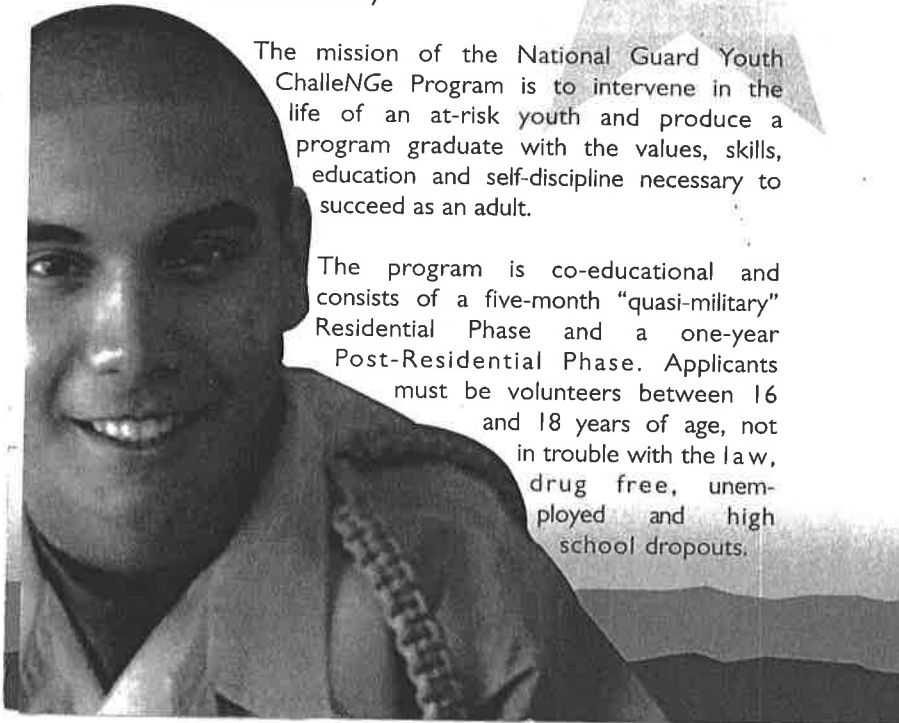 The mission of the National Guard Youth
ChalleNGe Program is to intervene in the
life of an at-risk youth and produce a
program graduate with the values, skills,
education and self-discipline necessary to
succeed as an adult.
The program is co-educational and
consists of a five-month “quasi-military”
Residential Phase and a one-year
Post-Residential Phase. Applicants
must be volunteers between 16
and 18 years of age, not
in trouble with the law,
drug free, unem-
ployed and high
school dropouts.